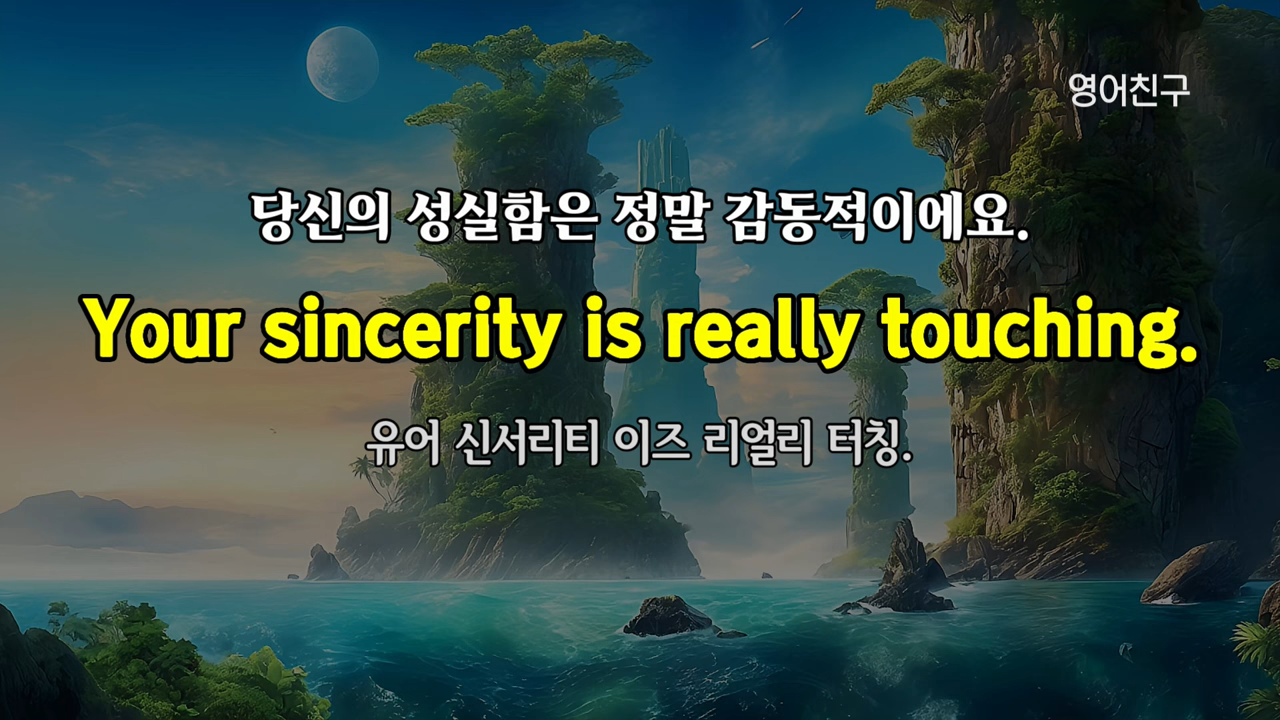 영어친구
당신의 성실함은 정말 감동적이에요.
Your sincerity is really touching.
유어 신서리티 이즈 리얼리 터칭.